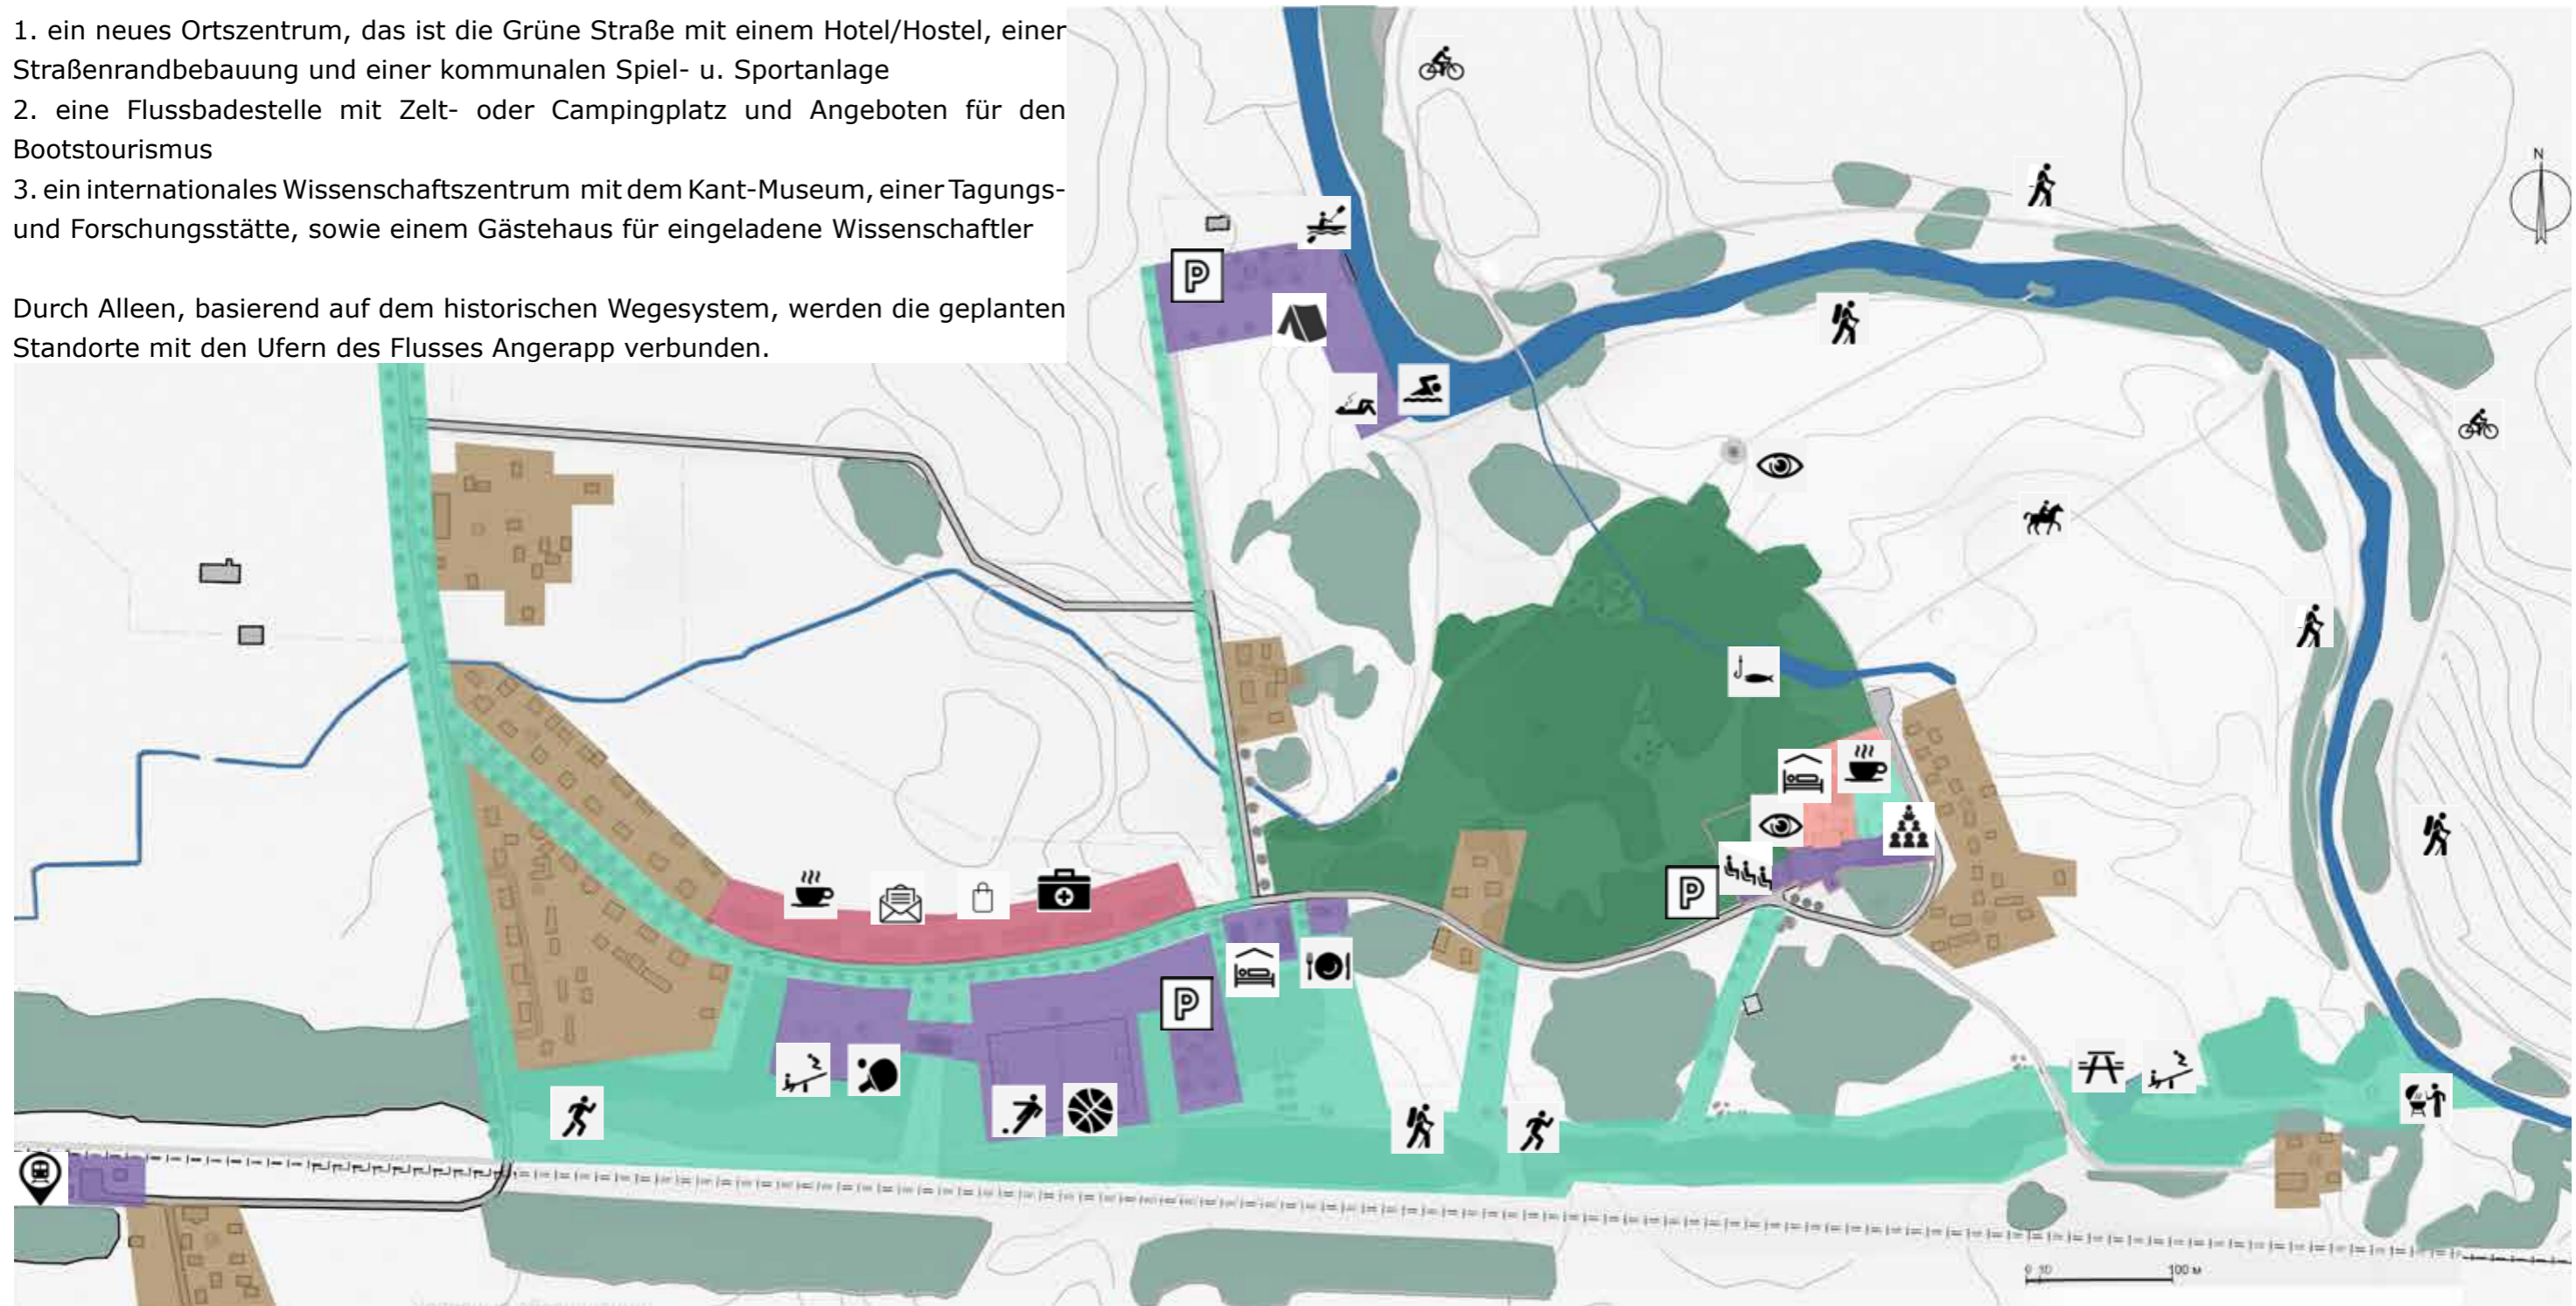 1. ein neues Ortszentrum, das ist die Grüne Straße mit einem Hotel/Hostel, einer
Straßenrandbebauung und einer kommunalen Spiel- u. Sportanlage
2. eine Flussbadestelle mit Zelt- oder Campingplatz und Angeboten für den
Bootstourismus
3. ein internationales Wissenschaftszentrum mit dem Kant-Museum, einer Tagungs-
und Forschungsstätte, sowie einem Gästehaus für eingeladene Wissenschaftler
Durch Alleen, basierend auf dem historischen Wegesystem, werden die geplanten
Standorte mit den Ufern des Flusses Angerapp verbunden.
N
P
P
P
0 10 100 м